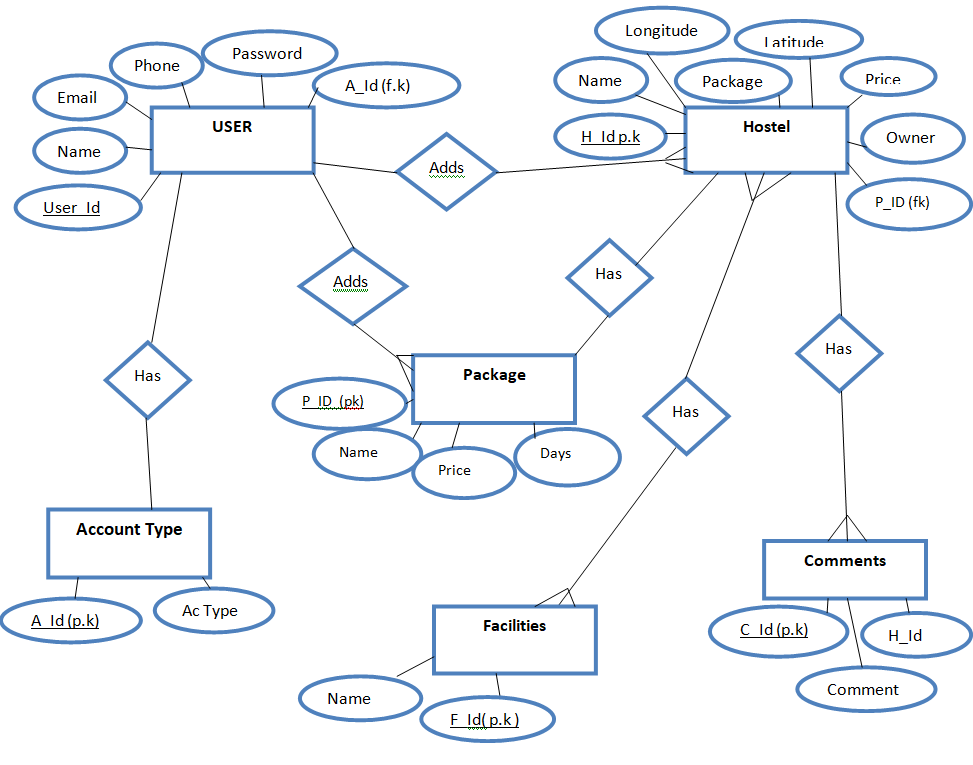 Longitude
Latitude
Password
Phone
A_Id (f.k)
Name
Package
Price
Email
USER
Hostel
H_Id p.k
Owner
Name
Adds
User_Id
P_ID (fk)
Has
Adds
Has
Has
Package
P_ID (pk)
Has
Name
Price
Days
Account Type
Comments
A_Id (p.k)
Ac Type
Facilities
C_Id (p.k)
H_Id
Comment
Name
F_Id( p.k )